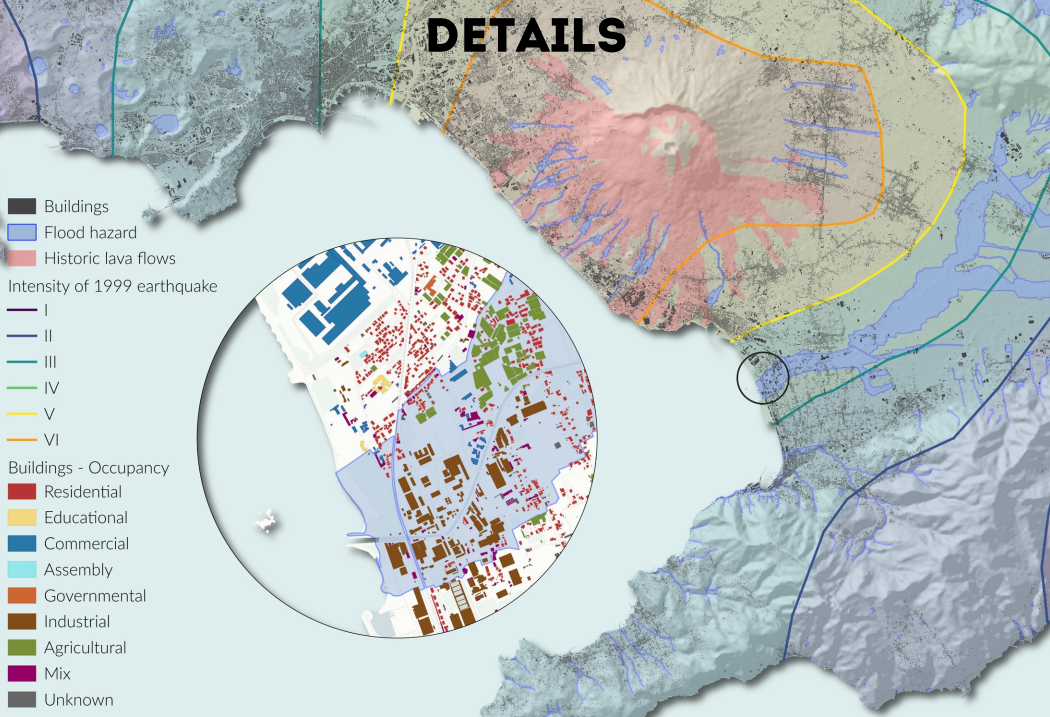 DETAILS
Buildings
Flood hazard
Historic lava flows
Intensity of 1999 earthquake
I
II
III
IV
V
VI
Buildings - Occupancy
Residential
Educational
Commercial
Assembly
Governmental
Industrial
Agricultural
Mix
Unknown